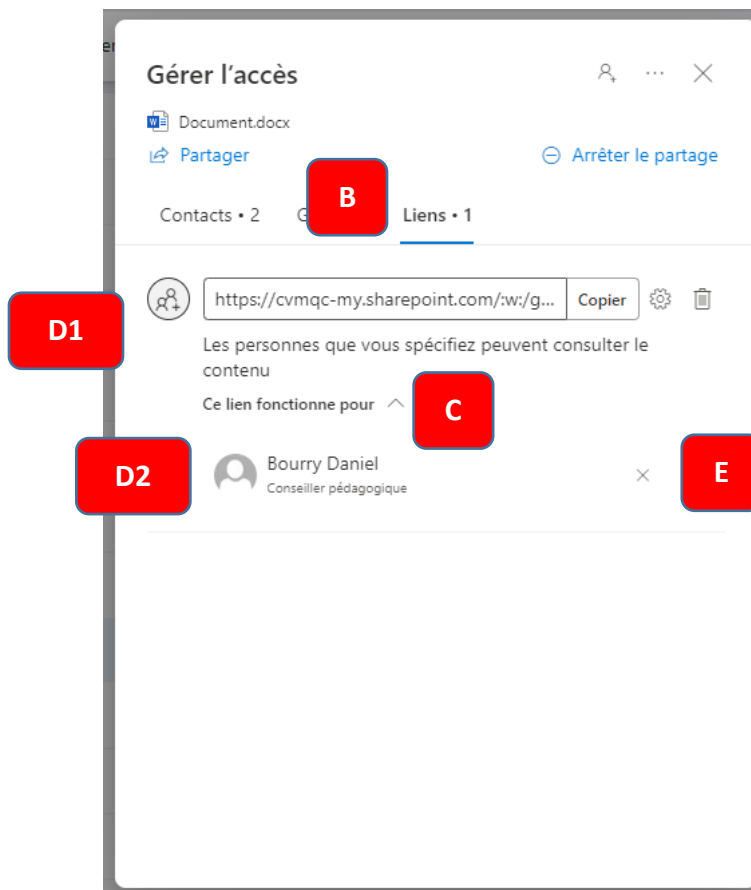 er
Gérer l’accès
Document.docx
Partager
Arrêter le partage
B
Contacts • 2 G Liens • 1
D1
https://cvmqc-my.sharepoint.com/:w:/g... Copier
Les personnes que vous spécifiez peuvent consulter le
contenu
Ce lien fonctionne pour
C
D2
Bourry Daniel
Conseiller pédagogique
E